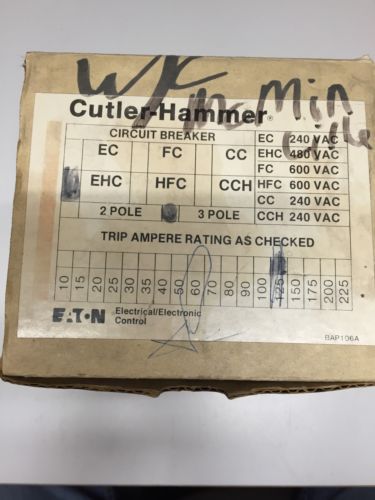 WC
McMinville
Cutler-Hammer®
CIRCUIT BREAKER
EC FC CC
EHC HFC CCH
2 POLE 3 POLE
EC 240 VAC
EHC 480 VAC
FC 600 VAC
HFC 600 VAC
CC 240 VAC
CCH 240 VAC
TRIP AMPERE RATING AS CHECKED
10 15 20 25 30 35 40 50 60 70 80 90 100 125 150 175 200 225
EATON Electrical/Electronic
Control
BAP106A